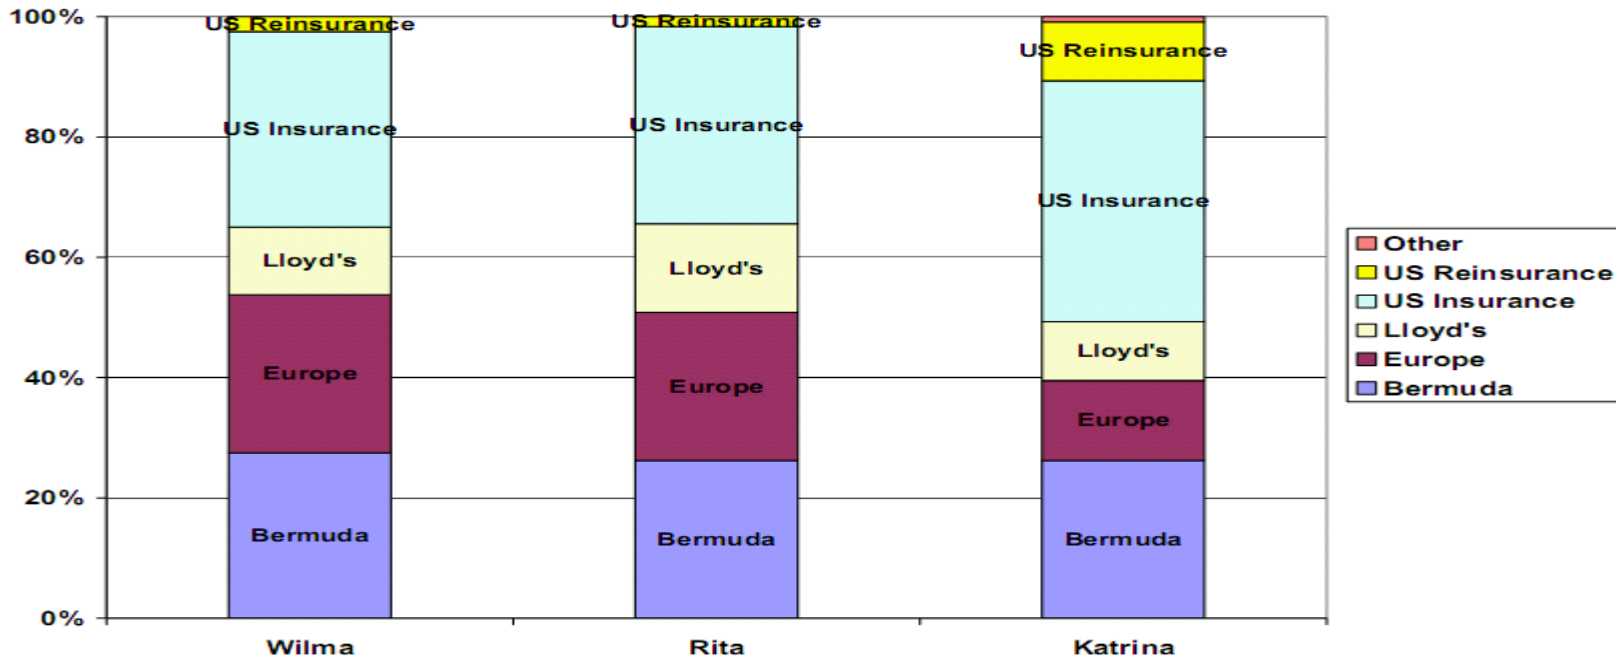 100%
80%
60%
40%
20%
0%
US Reinsurance
US Insurance
Lloyd's
Europe
Bermuda
US Reinsurance
US Insurance
Lloyd's
Europe
Bermuda
US Reinsurance
US Insurance
Lloyd's
Europe
Bermuda
Wilma
Rita
Katrina
Other
US Reinsurance
US Insurance
Lloyd's
Europe
Bermuda